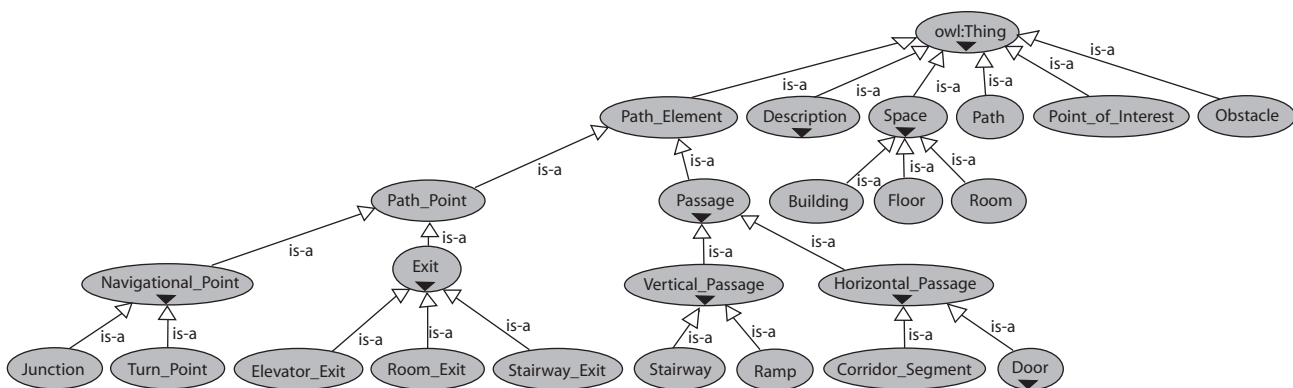 owl:Thing
is-a
is-a
is-a
is-a
is-a
is-a
Path_Element
Description
Space
Path
Point_of_Interest
Obstacle
is-a
is-a
is-a
is-a
is-a
Path_Point
Passage
Building
Floor
Room
is-a
is-a
is-a
is-a
Navigational_Point
Exit
Vertical_Passage
Horizontal_Passage
is-a
is-a
is-a
is-a
is-a
is-a
is-a
is-a
is-a
Junction
Turn_Point
Elevator_Exit
Room_Exit
Stairway_Exit
Stairway
Ramp
Corridor_Segment
Door